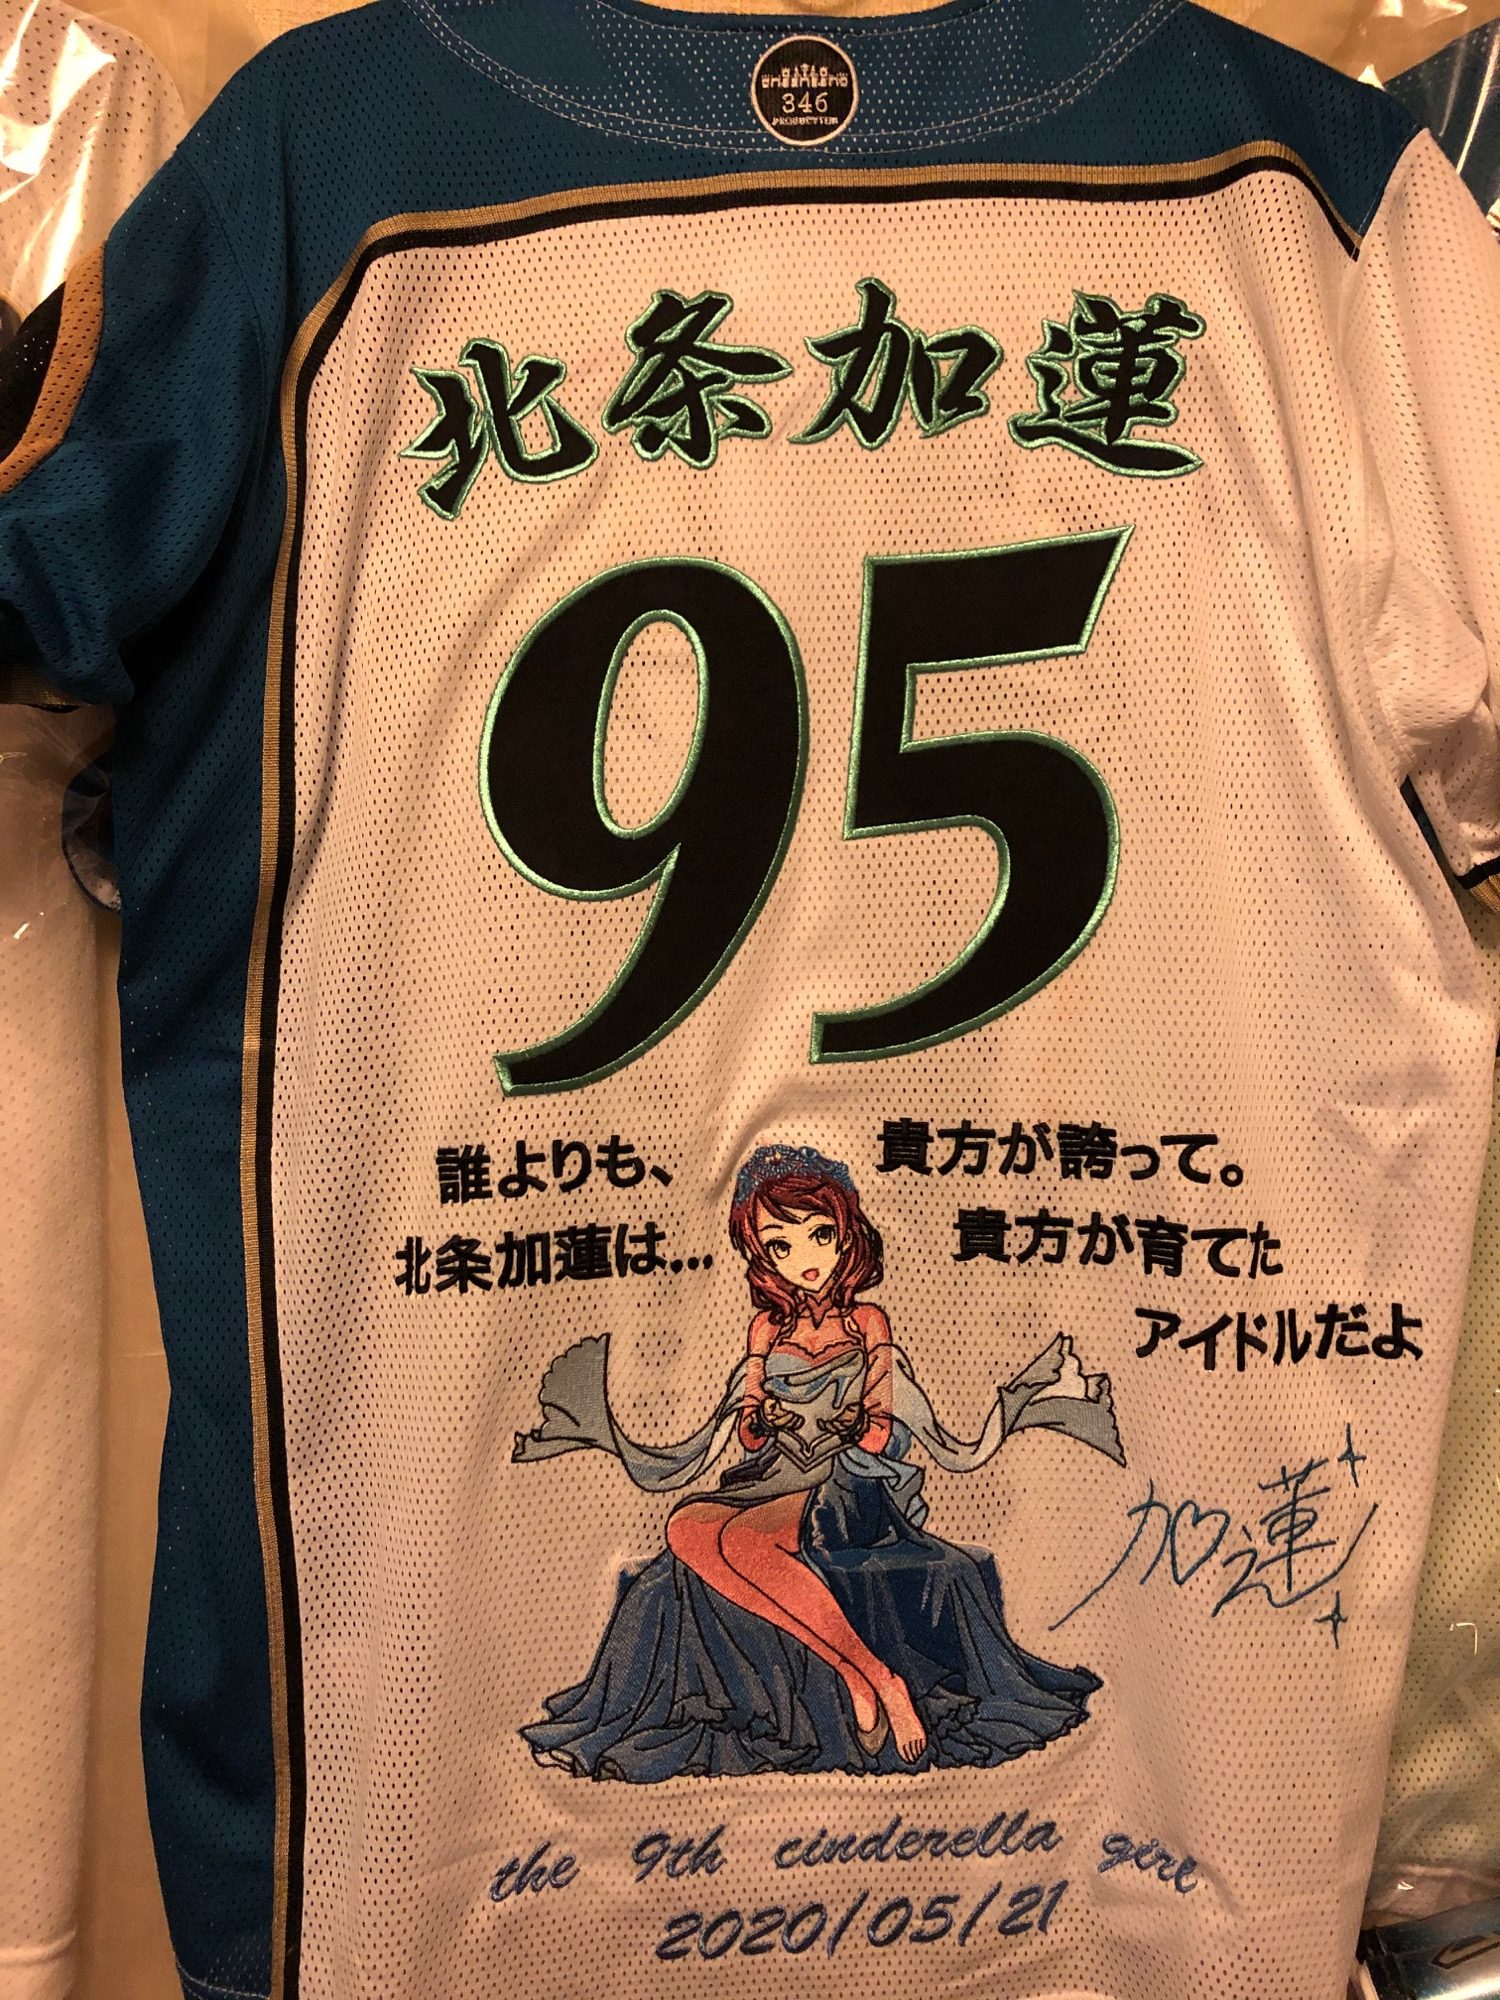 346
北条加蓮
95
誰よりも、
北条加蓮は...
貴方が誇って。
貴方が育てた
アイドルだよ
加蓮
the 9th cinderella girl
2020/05/21